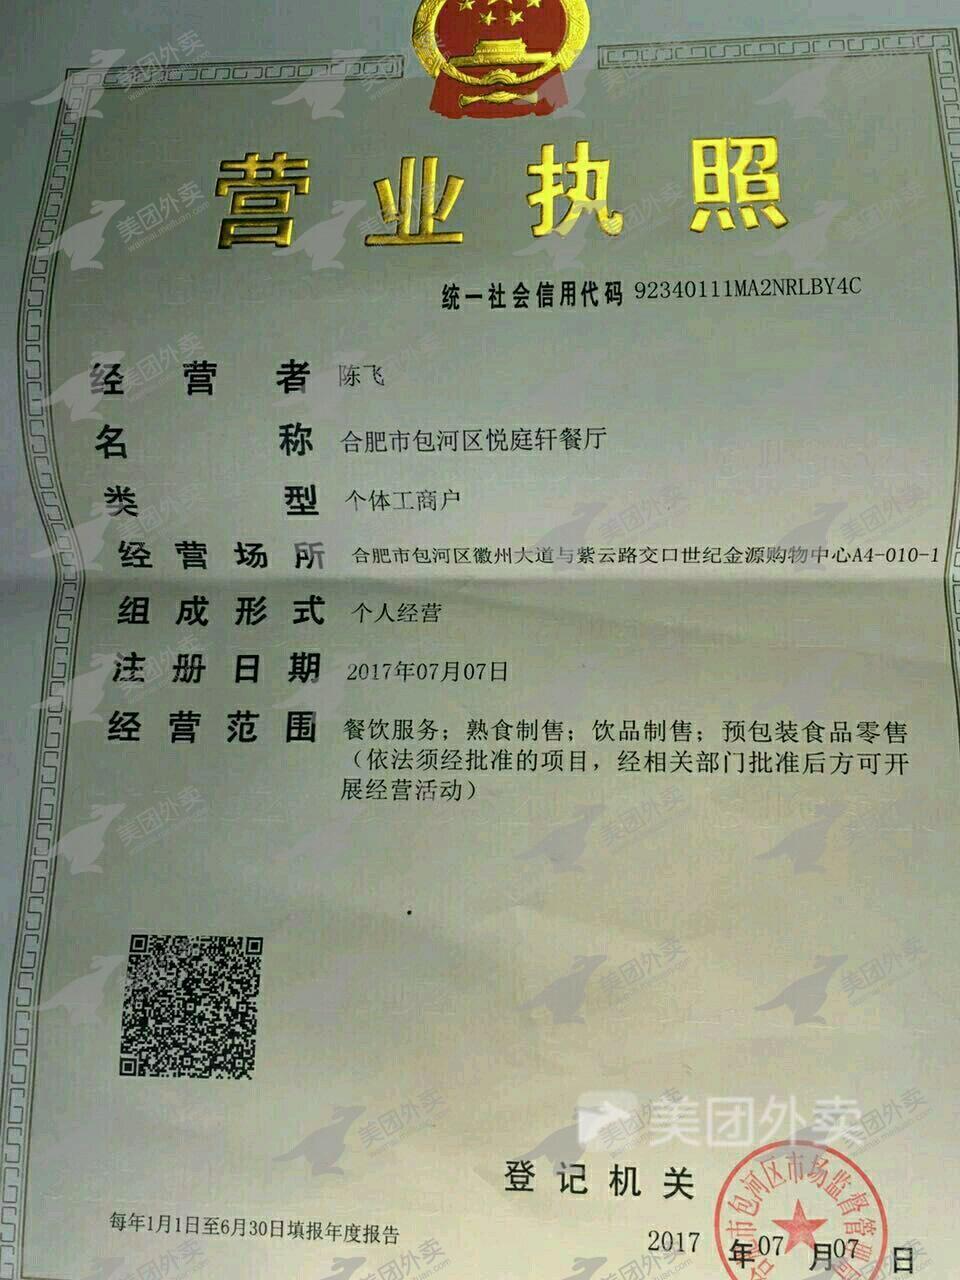 营业执照
统一社会信用代码 92340111MA2NRLBY4C
经营者 陈飞
名称 合肥市包河区悦庭轩餐厅
类型 个体工商户
经营场所 合肥市包河区徽州大道与紫云路交口世纪金源购物中心A4-010-1
组成形式 个人经营
注册日期 2017年07月07日
经营范围 餐饮服务；熟食制售；饮品制售；预包装食品零售
（依法须经批准的项目，经相关部门批准后方可开
展经营活动）
美团外卖
登记机关
包河区市场监督管
每年1月1日至6月30日填报年度报告
2017 年 07 月 07 日